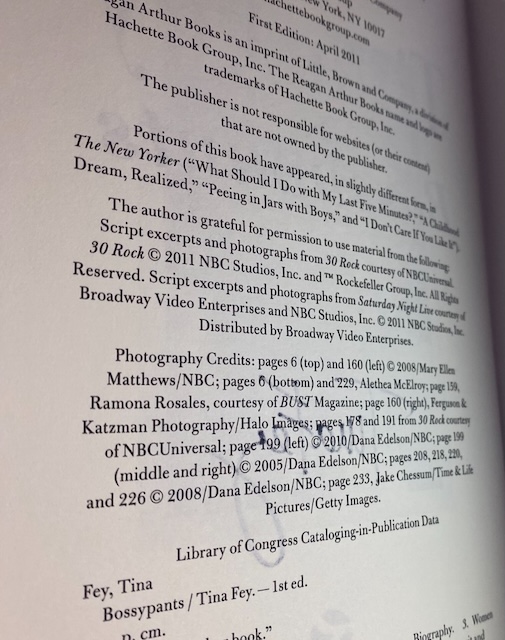 Company
New York, NY 10017
hachettebookgroup.com
First Edition: April 2011
Reagan Arthur Books is an imprint of Little, Brown and Company, a division of
Hachette Book Group, Inc. The Reagan Arthur Books name and logo are
trademarks of Hachette Book Group, Inc.
The publisher is not responsible for websites (or their content)
that are not owned by the publisher.
Portions of this book have appeared, in slightly different form, in
The New Yorker (“What Should I Do with My Last Five Minutes?,” “A Childhood
Dream, Realized,” “Peeing in Jars with Boys,” and “I Don't Care If You Like It”).
The author is grateful for permission to use material from the following:
Script excerpts and photographs from 30 Rock courtesy of NBCUniversal.
30 Rock © 2011 NBC Studios, Inc. and ™ Rockefeller Group, Inc. All Rights
Reserved. Script excerpts and photographs from Saturday Night Live courtesy of
Broadway Video Enterprises and NBC Studios, Inc. © 2011 NBC Studios, Inc.
Distributed by Broadway Video Enterprises.
Photography Credits: pages 6 (top) and 160 (left) © 2008/Mary Ellen
Matthews/NBC; pages 6 (bottom) and 229, Alethea McElroy; page 159,
Ramona Rosales, courtesy of BUST Magazine; page 160 (right), Ferguson &
Katzman Photography/Halo Images; pages 178 and 191 from 30 Rock courtesy
of NBCUniversal; page 199 (left) © 2010/Dana Edelson/NBC; page 199
(middle and right) © 2005/Dana Edelson/NBC; pages 208, 218, 220,
and 226 © 2008/Dana Edelson/NBC; page 233, Jake Chessum/Time & Life
Pictures/Getty Images.
Library of Congress Cataloging-in-Publication Data
Fey, Tina
Bossypants / Tina Fey. — 1st ed.
p. cm.
book.”
Biography. 3. Women